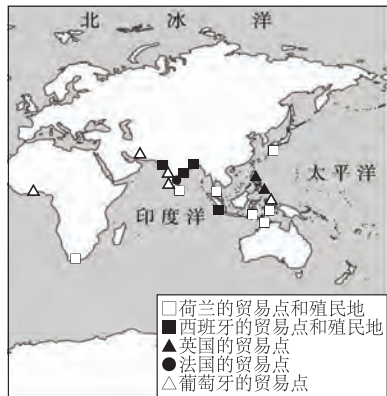 北冰洋
太平洋
印度洋
荷兰的贸易点和殖民地
西班牙的贸易点和殖民地
英国的贸易点
法国的贸易点
葡萄牙的贸易点